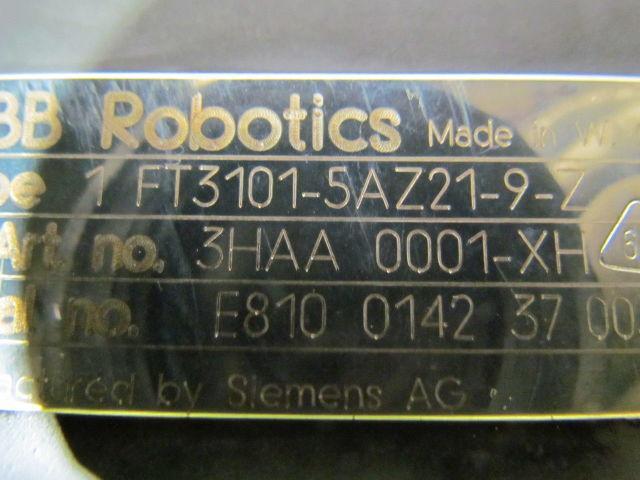 BB Robotics Made in W.
pe 1 FT3101-5AZ21-9-Z
Art. no. 3HAA 0001-XH 6
al no. E810 0142 37 00
actured by Siemens AG